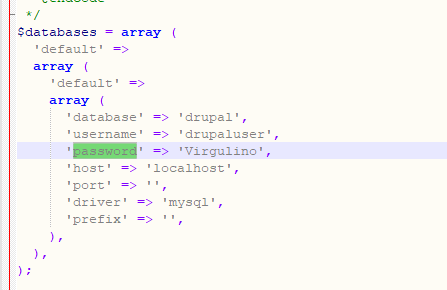 */
$databases = array (
'default' =>
array (
'default' =>
array (
'database' => 'drupal',
'username' => 'drupaluser',
'password' => 'Virgulino',
'host' => 'localhost',
'port' => '',
'driver' => 'mysql',
'prefix' => '',
),
),
);